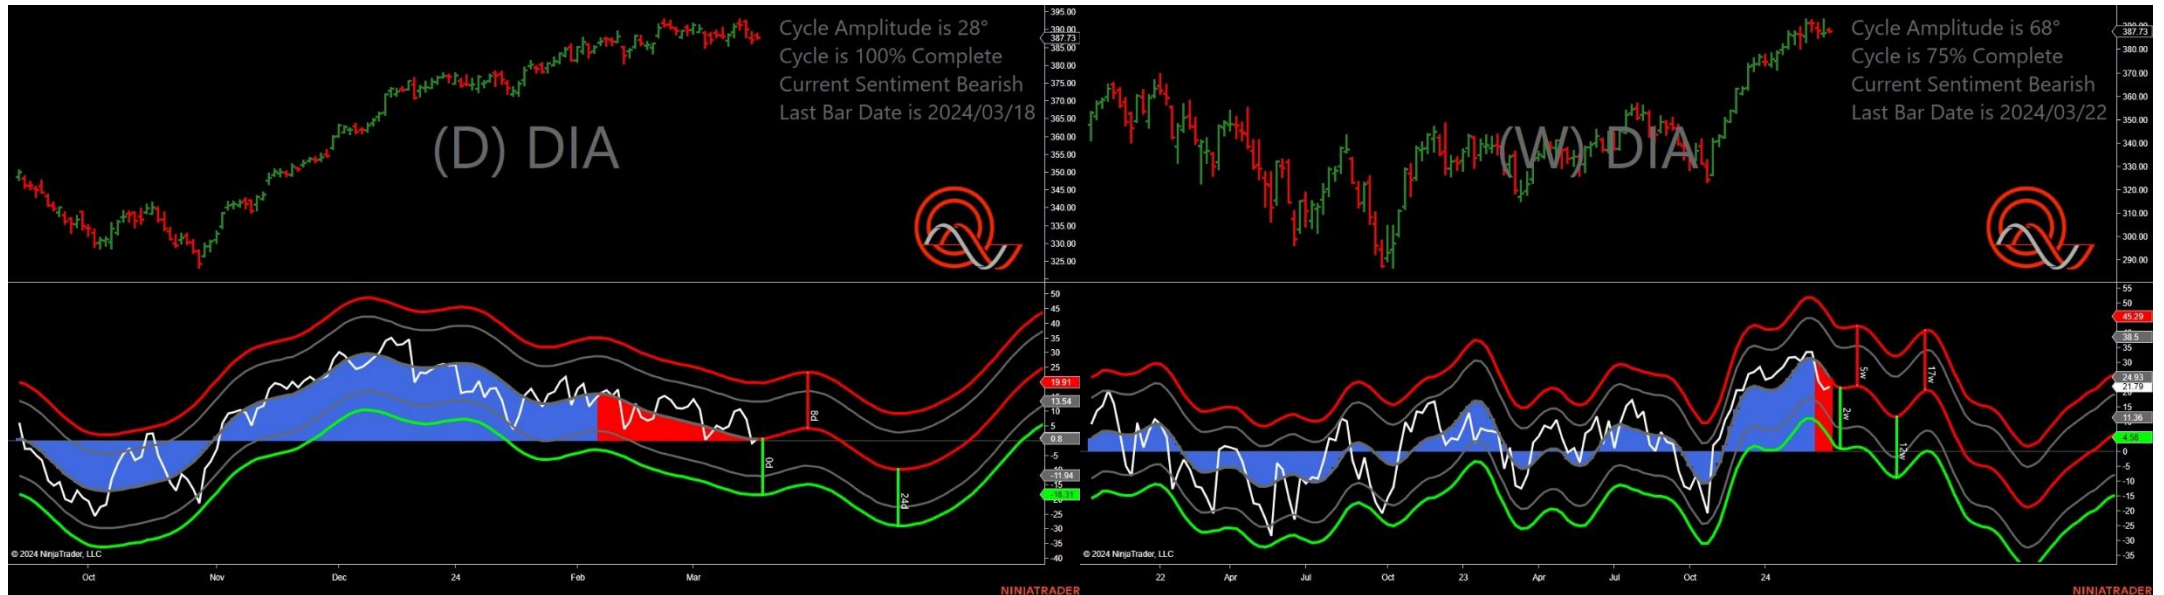 Cycle Amplitude is 28°
Cycle is 100% Complete
Current Sentiment Bearish
Last Bar Date is 2024/03/18
(D) DIA
395.00
390.00
387.73
385.00
380.00
375.00
370.00
365.00
360.00
355.00
350.00
345.00
340.00
335.00
330.00
325.00
50
45
40
35
30
25
19.91
13.54
10
5
0.8
-5
-11.94
-15
-18.31
-25
-30
-35
-40
8d
0d
24d
© 2024 NinjaTrader, LLC
Oct Nov Dec 24 Feb Mar
NINJATRADER
Cycle Amplitude is 68°
Cycle is 75% Complete
Current Sentiment Bearish
Last Bar Date is 2024/03/22
(W) DIA
387.73
380.00
370.00
360.00
350.00
340.00
330.00
320.00
310.00
300.00
290.00
55
50
45.29
38.5
35
30
24.93
21.79
15
11.36
4.58
0
-5
-10
-15
-20
-25
-30
-35
5w
17w
2w
12w
© 2024 NinjaTrader, LLC
22 Apr Jul Oct 23 Apr Jul Oct 24
NINJATRADER